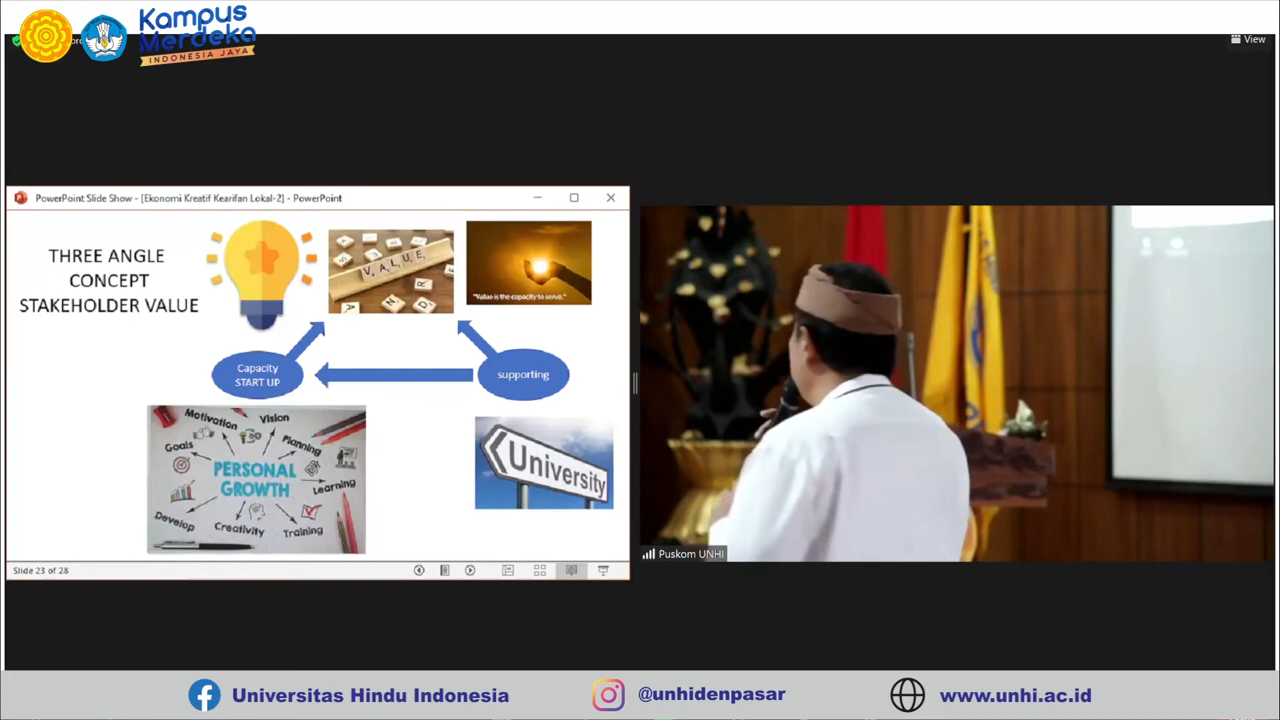 Kampus
Merdeka
INDONESIA JAYA
View
PowerPoint Slide Show - [Ekonomi Kreatif Kearifan Lokal-2] - PowerPoint
THREE ANGLE
CONCEPT
STAKEHOLDER VALUE
VALUE
"Value is the capacity to serve."
Capacity
START UP
supporting
Motivation
Vision
Goals
Planning
PERSONAL
GROWTH
Learning
Develop
Creativity
Training
University
Puskom UNHI
Slide 23 of 28
Universitas Hindu Indonesia
@unhidenpasar
www.unhi.ac.id